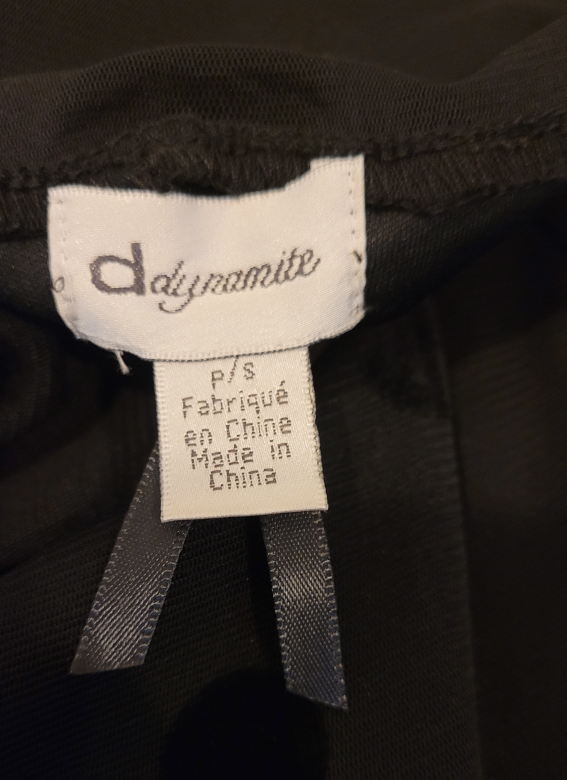 d dynamite
P/S
Fabriqué
en Chine
Made in
China